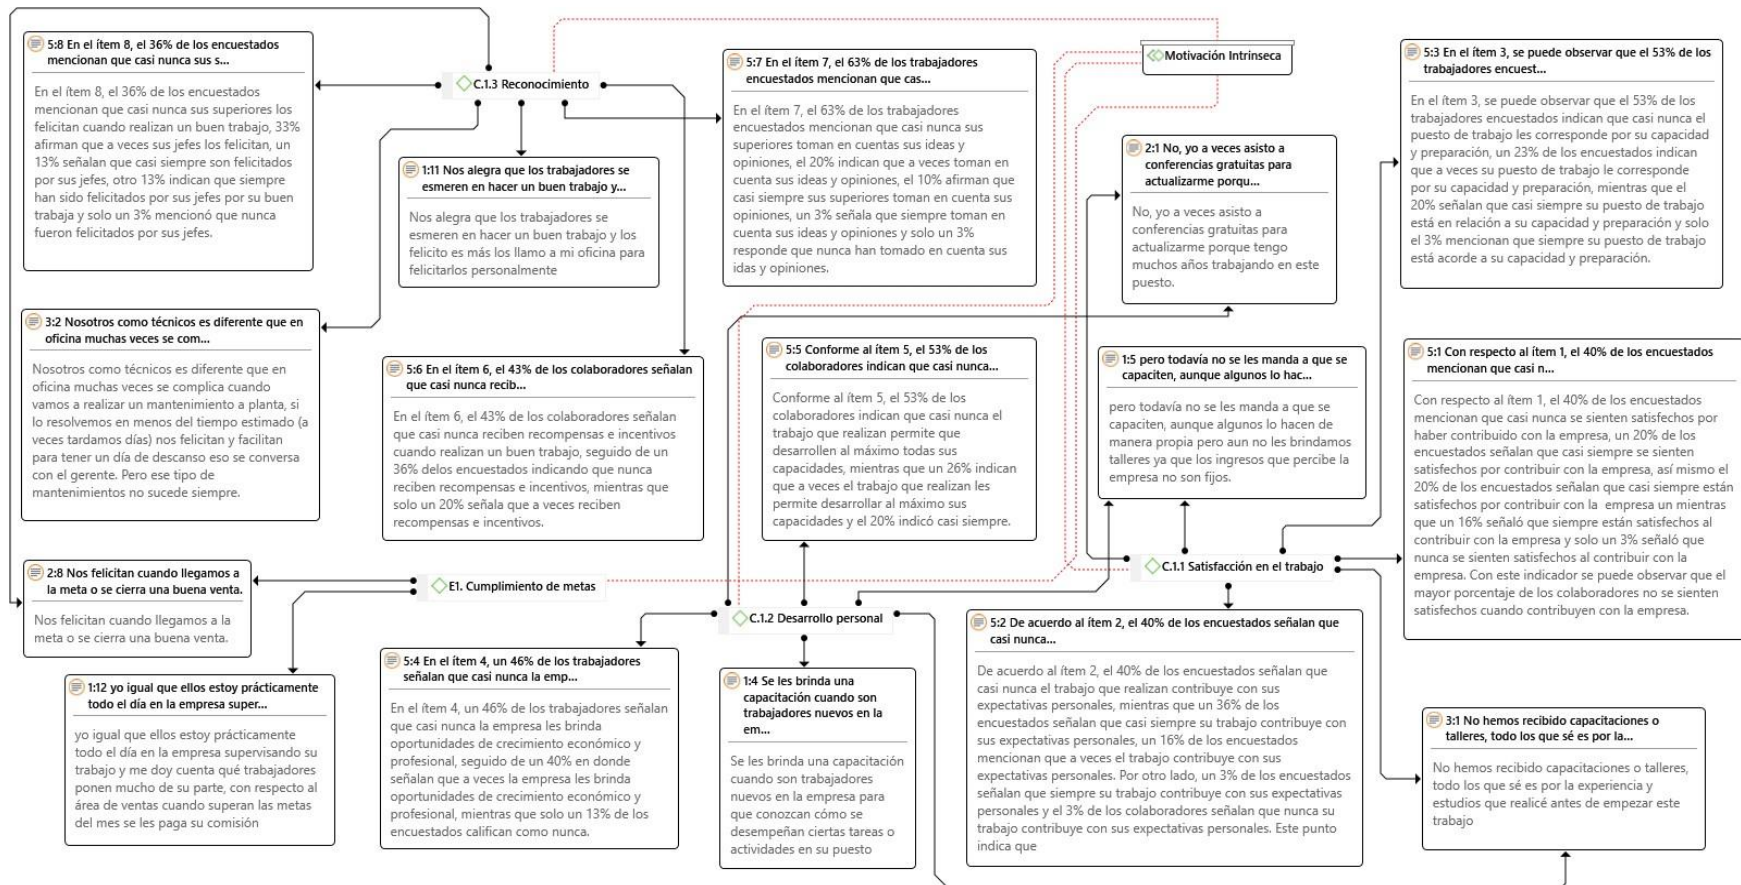 5:8 En el ítem 8, el 36% de los encuestados
mencionan que casi nunca sus s...
En el ítem 8, el 36% de los encuestados
mencionan que casi nunca sus superiores los
felicitan cuando realizan un buen trabajo, 33%
afirman que a veces sus jefes los felicitan, un
13% señalan que casi siempre son felicitados
por sus jefes, otro 13% indican que siempre
han sido felicitados por sus jefes por su buen
trabaja y solo un 3% mencionó que nunca
fueron felicitados por sus jefes.
C.1.3 Reconocimiento
5:7 En el ítem 7, el 63% de los trabajadores
encuestados mencionan que cas...
En el ítem 7, el 63% de los trabajadores
encuestados mencionan que casi nunca sus
superiores toman en cuentas sus ideas y
opiniones, el 20% indican que a veces toman en
cuenta sus ideas y opiniones, el 10% afirman que
casi siempre sus superiores toman en cuenta sus
opiniones, un 3% señala que siempre toman en
cuenta sus ideas y opiniones y solo un 3%
responde que nunca han tomado en cuenta sus
idas y opiniones.
Motivación Intrinseca
5:3 En el ítem 3, se puede observar que el 53% de los
trabajadores encuest...
En el ítem 3, se puede observar que el 53% de los
trabajadores encuestados indican que casi nunca el
puesto de trabajo les corresponde por su capacidad
y preparación, un 23% de los encuestados indican
que a veces su puesto de trabajo le corresponde
por su capacidad y preparación, mientras que el
20% señalan que casi siempre su puesto de trabajo
está en relación a su capacidad y preparación y solo
el 3% mencionan que siempre su puesto de trabajo
está acorde a su capacidad y preparación.
1:11 Nos alegra que los trabajadores se
esmeren en hacer un buen trabajo y...
Nos alegra que los trabajadores se
esmeren en hacer un buen trabajo y los
felicito es más los llamo a mi oficina para
felicitarlos personalmente
2:1 No, yo a veces asisto a
conferencias gratuitas para
actualizarme porqu...
No, yo a veces asisto a
conferencias gratuitas para
actualizarme porque tengo
muchos años trabajando en este
puesto.
3:2 Nosotros como técnicos es diferente que en
oficina muchas veces se com...
Nosotros como técnicos es diferente que en
oficina muchas veces se complica cuando
vamos a realizar un mantenimiento a planta, si
lo resolvemos en menos del tiempo estimado (a
veces tardamos días) nos felicitan y facilitan
para tener un día de descanso eso se conversa
con el gerente. Pero ese tipo de
mantenimientos no sucede siempre.
5:6 En el ítem 6, el 43% de los colaboradores señalan
que casi nunca recib...
En el ítem 6, el 43% de los colaboradores señalan
que casi nunca reciben recompensas e incentivos
cuando realizan un buen trabajo, seguido de un
36% delos encuestados indicando que nunca
reciben recompensas e incentivos, mientras que
solo un 20% señala que a veces reciben
recompensas e incentivos.
5:5 Conforme al ítem 5, el 53% de los
colaboradores indican que casi nunca...
Conforme al ítem 5, el 53% de los
colaboradores indican que casi nunca el
trabajo que realizan permite que
desarrollen al máximo todas sus
capacidades, mientras que un 26% indican
que a veces el trabajo que realizan les
permite desarrollar al máximo sus
capacidades y el 20% indicó casi siempre.
1:5 pero todavía no se les manda a que se
capaciten, aunque algunos lo hac...
pero todavía no se les manda a que se
capaciten, aunque algunos lo hacen de
manera propia pero aun no les brindamos
talleres ya que los ingresos que percibe la
empresa no son fijos.
5:1 Con respecto al ítem 1, el 40% de los encuestados
mencionan que casi n...
Con respecto al ítem 1, el 40% de los encuestados
mencionan que casi nunca se sienten satisfechos por
haber contribuido con la empresa, un 20% de los
encuestados señalan que casi siempre se sienten
satisfechos por contribuir con la empresa, así mismo el
20% de los encuestados señalan que casi siempre están
satisfechos por contribuir con la empresa un mientras
que un 16% señaló que siempre están satisfechos al
contribuir con la empresa y solo un 3% señaló que
nunca se sienten satisfechos al contribuir con la
empresa. Con este indicador se puede observar que el
mayor porcentaje de los colaboradores no se sienten
satisfechos cuando contribuyen con la empresa.
2:8 Nos felicitan cuando llegamos a
la meta o se cierra una buena venta.
Nos felicitan cuando llegamos a la
meta o se cierra una buena venta.
E1. Cumplimiento de metas
C.1.1 Satisfacción en el trabajo
C.1.2 Desarrollo personal
1:12 yo igual que ellos estoy prácticamente
todo el día en la empresa super...
yo igual que ellos estoy prácticamente
todo el día en la empresa supervisando su
trabajo y me doy cuenta qué trabajadores
ponen mucho de su parte, con respecto al
área de ventas cuando superan las metas
del mes se les paga su comisión
5:4 En el ítem 4, un 46% de los trabajadores
señalan que casi nunca la emp...
En el ítem 4, un 46% de los trabajadores señalan
que casi nunca la empresa les brinda
oportunidades de crecimiento económico y
profesional, seguido de un 40% en donde
señalan que a veces la empresa les brinda
oportunidades de crecimiento económico y
profesional, mientras que solo un 13% de los
encuestados califican como nunca.
1:4 Se les brinda una
capacitación cuando son
trabajadores nuevos en la
em...
Se les brinda una capacitación
cuando son trabajadores
nuevos en la empresa para
que conozcan cómo se
desempeñan ciertas tareas o
actividades en su puesto
5:2 De acuerdo al ítem 2, el 40% de los encuestados señalan que
casi nunca...
De acuerdo al ítem 2, el 40% de los encuestados señalan que
casi nunca el trabajo que realizan contribuye con sus
expectativas personales, mientras que un 36% de los
encuestados señalan que casi siempre su trabajo contribuye con
sus expectativas personales, un 16% de los encuestados
mencionan que a veces el trabajo contribuye con sus
expectativas personales. Por otro lado, un 3% de los encuestados
señalan que siempre su trabajo contribuye con sus expectativas
personales y el 3% de los colaboradores señalan que nunca su
trabajo contribuye con sus expectativas personales. Este punto
indica que
3:1 No hemos recibido capacitaciones o
talleres, todo los que sé es por la...
No hemos recibido capacitaciones o talleres,
todo los que sé es por la experiencia y
estudios que realicé antes de empezar este
trabajo